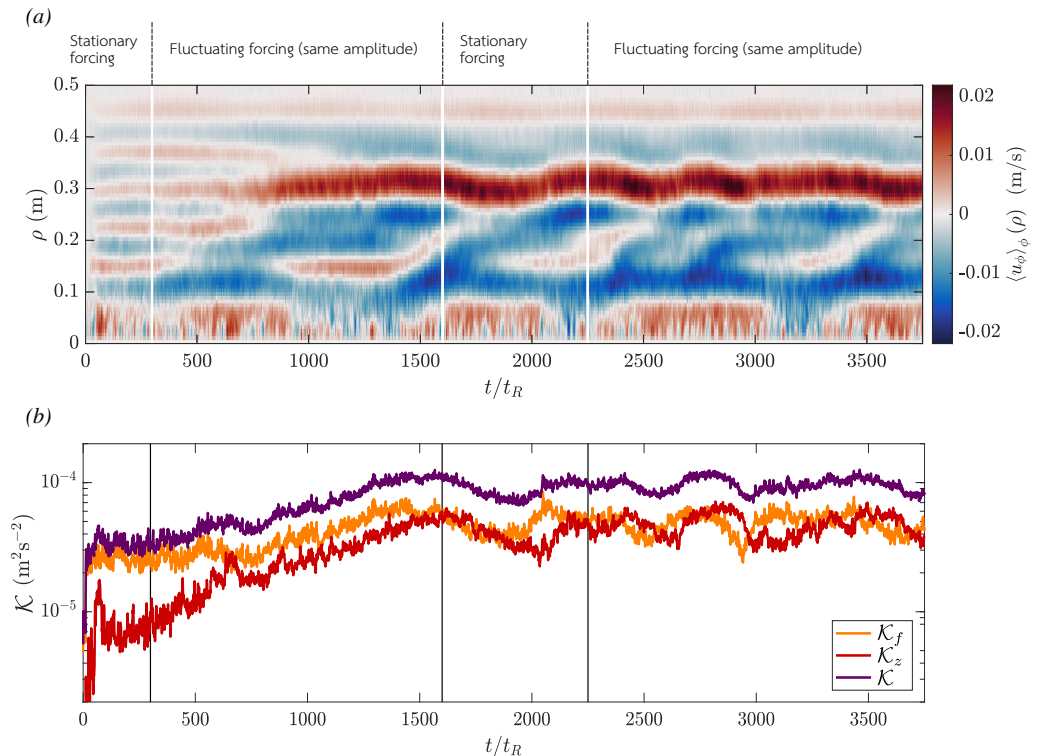 (a)
Stationary forcing
Fluctuating forcing (same amplitude)
Stationary forcing
Fluctuating forcing (same amplitude)
0.5
0.4
0.3
0.2
0.1
0
ρ (m)
0 500 1000 1500 2000 2500 3000 3500
t/t_R
0.02
0.01
0
-0.01
-0.02
⟨u_ϕ⟩_ϕ (ρ) (m/s)
(b)
10⁻⁴
10⁻⁵
𝒦 (m²s⁻²)
0 500 1000 1500 2000 2500 3000 3500
t/t_R
𝒦_f
𝒦_z
𝒦